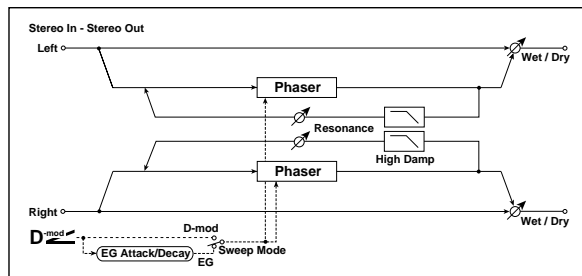 Stereo In - Stereo Out
Left
Wet / Dry
Phaser
Resonance
High Damp
Phaser
Right
Wet / Dry
D-mod
D-mod
Sweep Mode
EG Attack/Decay
EG